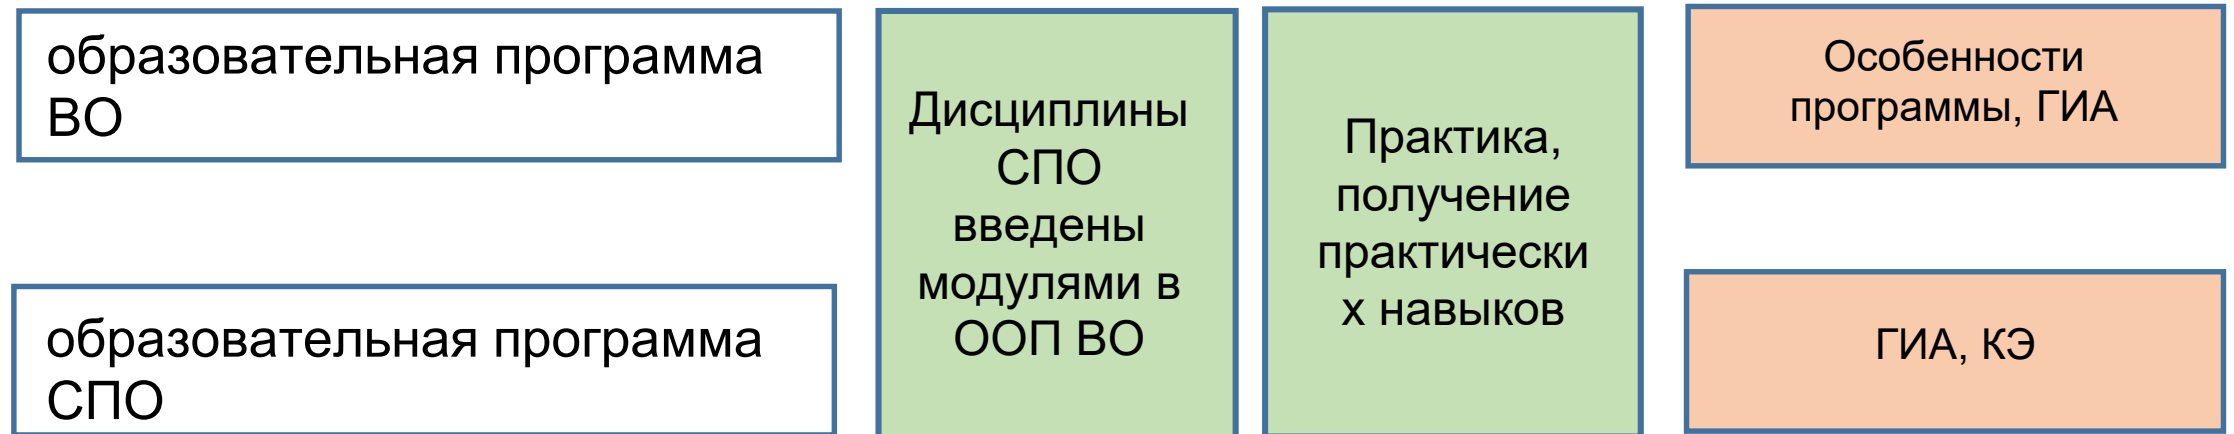 образовательная программа
ВО
образовательная программа
СПО
Дисциплины
СПО
введены
модулями в
ООП ВО
Практика,
получение
практически
х навыков
Особенности
программы, ГИА
ГИА, КЭ